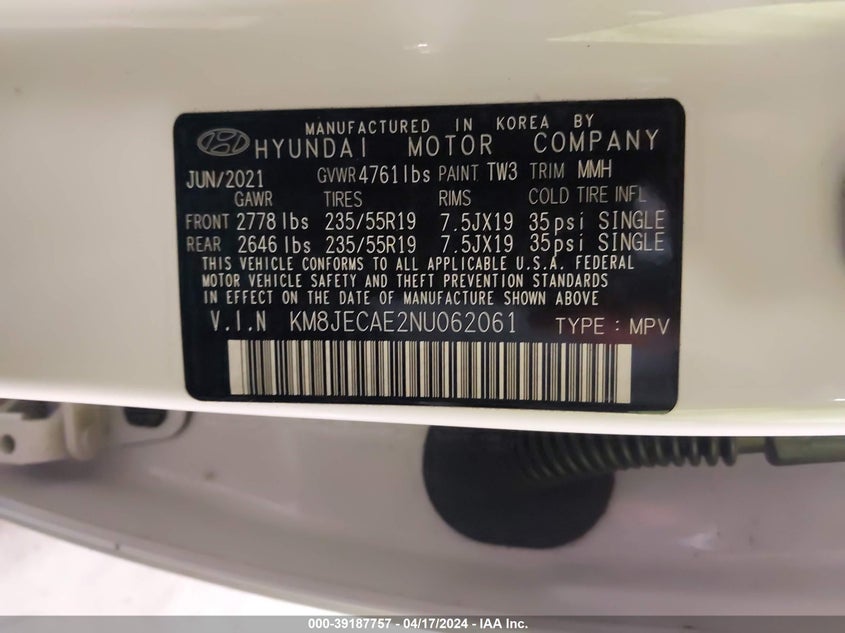 MANUFACTURED IN KOREA BY
HYUNDAI MOTOR COMPANY
JUN/2021 GVWR 4761lbs PAINT TW3 TRIM MMH
GAWR TIRES RIMS COLD TIRE INFL
FRONT 2778 lbs 235/55R19 7.5JX19 35psi SINGLE
REAR 2646 lbs 235/55R19 7.5JX19 35psi SINGLE
THIS VEHICLE CONFORMS TO ALL APPLICABLE U.S.A. FEDERAL
MOTOR VEHICLE SAFETY AND THEFT PREVENTION STANDARDS
IN EFFECT ON THE DATE OF MANUFACTURE SHOWN ABOVE
V.I.N KM8JECAE2NU062061 TYPE : MPV
000-39187757 - 04/17/2024 - IAA Inc.